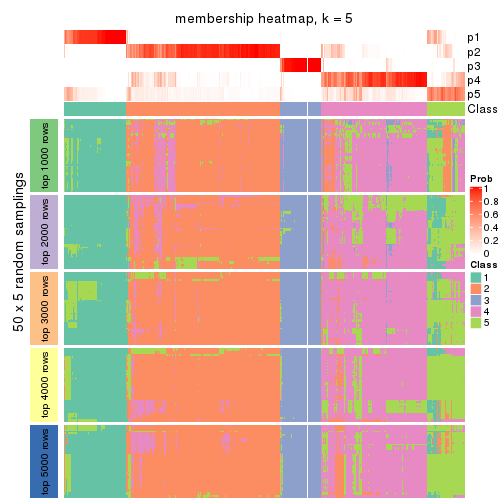 membership heatmap, k = 5
p1
p2
p3
p4
p5
Class
50 x 5 random samplings
top 1000 rows
top 2000 rows
top 3000 rows
top 4000 rows
top 5000 rows
Prob
1
0.8
0.6
0.4
0.2
0
Class
1
2
3
4
5